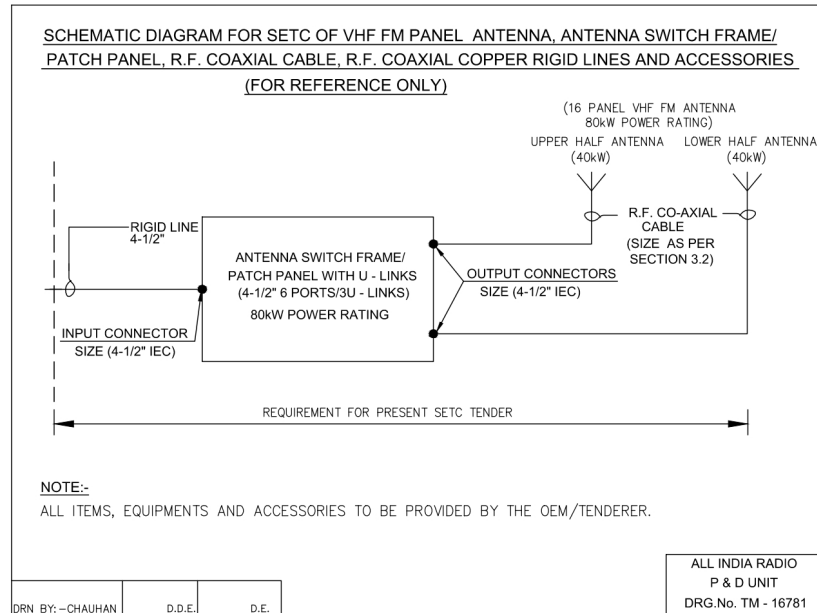 SCHEMATIC DIAGRAM FOR SETC OF VHF FM PANEL ANTENNA, ANTENNA SWITCH FRAME/
PATCH PANEL, R.F. COAXIAL CABLE, R.F. COAXIAL COPPER RIGID LINES AND ACCESSORIES
(FOR REFERENCE ONLY)
(16 PANEL VHF FM ANTENNA
80kW POWER RATING)
UPPER HALF ANTENNA
(40kW)
LOWER HALF ANTENNA
(40kW)
RIGID LINE
4-1/2"
R.F. CO-AXIAL
CABLE
(SIZE AS PER
SECTION 3.2)
ANTENNA SWITCH FRAME/
PATCH PANEL WITH U - LINKS
(4-1/2" 6 PORTS/3U - LINKS)
80kW POWER RATING
OUTPUT CONNECTORS
SIZE (4-1/2" IEC)
INPUT CONNECTOR
SIZE (4-1/2" IEC)
REQUIREMENT FOR PRESENT SETC TENDER
NOTE:-
ALL ITEMS, EQUIPMENTS AND ACCESSORIES TO BE PROVIDED BY THE OEM/TENDERER.
ALL INDIA RADIO
P & D UNIT
DRG.No. TM - 16781
DRN BY:-CHAUHAN
D.D.E.
D.E.